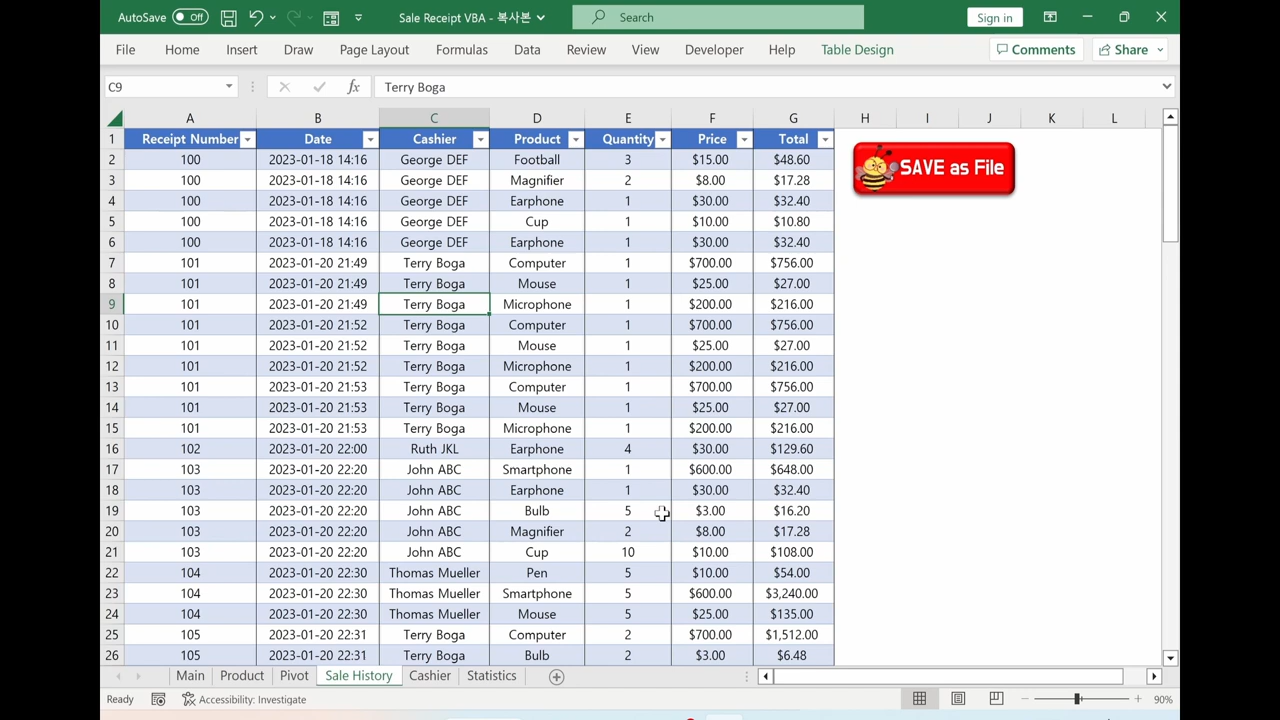 AutoSave Off Sale Receipt VBA - 복사본 Search Sign in
File Home Insert Draw Page Layout Formulas Data Review View Developer Help Table Design Comments Share
C9 fx Terry Boga
A B C D E F G H I J K L
1 Receipt Number Date Cashier Product Quantity Price Total
2 100 2023-01-18 14:16 George DEF Football 3 $15.00 $48.60
SAVE as File
3 100 2023-01-18 14:16 George DEF Magnifier 2 $8.00 $17.28
4 100 2023-01-18 14:16 George DEF Earphone 1 $30.00 $32.40
5 100 2023-01-18 14:16 George DEF Cup 1 $10.00 $10.80
6 100 2023-01-18 14:16 George DEF Earphone 1 $30.00 $32.40
7 101 2023-01-20 21:49 Terry Boga Computer 1 $700.00 $756.00
8 101 2023-01-20 21:49 Terry Boga Mouse 1 $25.00 $27.00
9 101 2023-01-20 21:49 Terry Boga Microphone 1 $200.00 $216.00
10 101 2023-01-20 21:52 Terry Boga Computer 1 $700.00 $756.00
11 101 2023-01-20 21:52 Terry Boga Mouse 1 $25.00 $27.00
12 101 2023-01-20 21:52 Terry Boga Microphone 1 $200.00 $216.00
13 101 2023-01-20 21:53 Terry Boga Computer 1 $700.00 $756.00
14 101 2023-01-20 21:53 Terry Boga Mouse 1 $25.00 $27.00
15 101 2023-01-20 21:53 Terry Boga Microphone 1 $200.00 $216.00
16 102 2023-01-20 22:00 Ruth JKL Earphone 4 $30.00 $129.60
17 103 2023-01-20 22:20 John ABC Smartphone 1 $600.00 $648.00
18 103 2023-01-20 22:20 John ABC Earphone 1 $30.00 $32.40
19 103 2023-01-20 22:20 John ABC Bulb 5 $3.00 $16.20
20 103 2023-01-20 22:20 John ABC Magnifier 2 $8.00 $17.28
21 103 2023-01-20 22:20 John ABC Cup 10 $10.00 $108.00
22 104 2023-01-20 22:30 Thomas Mueller Pen 5 $10.00 $54.00
23 104 2023-01-20 22:30 Thomas Mueller Smartphone 5 $600.00 $3,240.00
24 104 2023-01-20 22:30 Thomas Mueller Mouse 5 $25.00 $135.00
25 105 2023-01-20 22:31 Terry Boga Computer 2 $700.00 $1,512.00
26 105 2023-01-20 22:31 Terry Boga Bulb 2 $3.00 $6.48
Main Product Pivot Sale History Cashier Statistics
Ready Accessibility: Investigate 90%